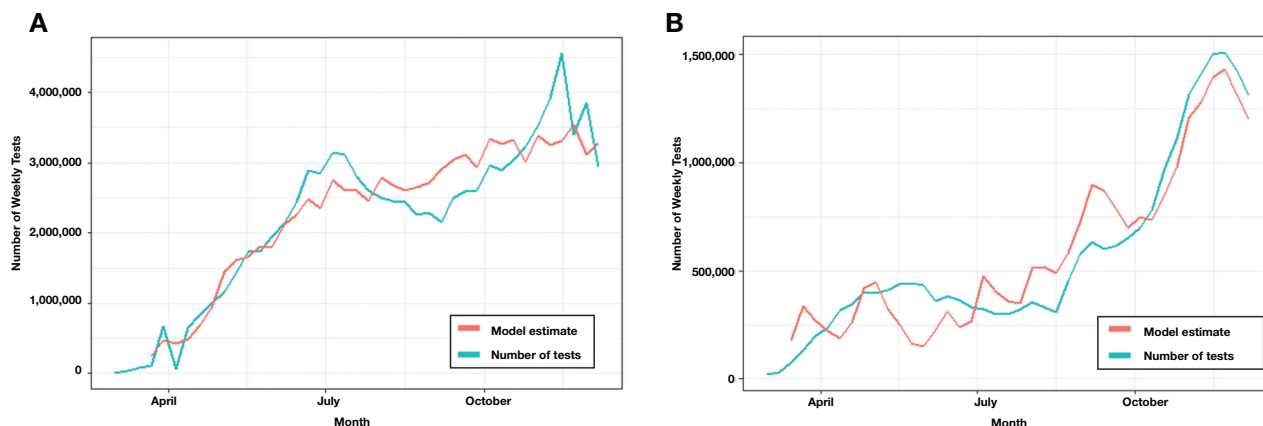 A
Number of Weekly Tests
4,000,000
3,000,000
2,000,000
1,000,000
0
Model estimate
Number of tests
April
July
October
Month
B
Number of Weekly Tests
1,500,000
1,000,000
500,000
0
Model estimate
Number of tests
April
July
October
Month